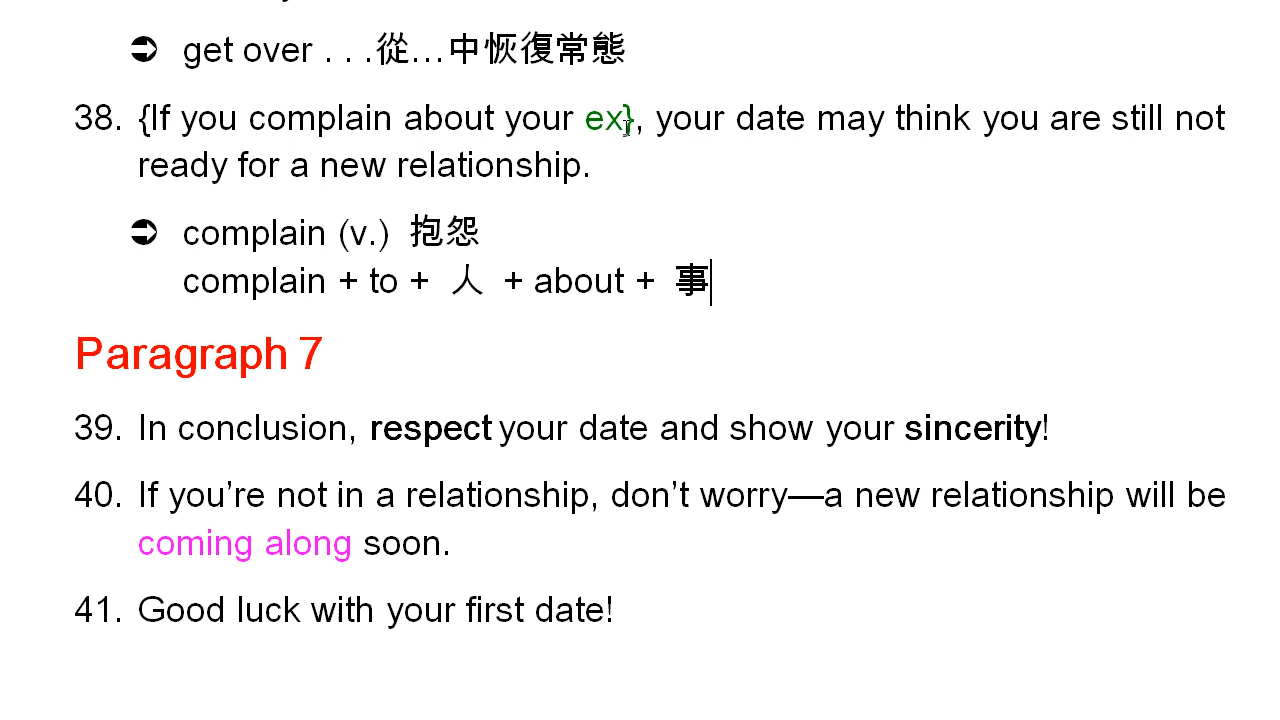 ➲ get over . . .從…中恢復常態
38. {If you complain about your ex}, your date may think you are still not
ready for a new relationship.
➲ complain (v.) 抱怨
complain + to + 人 + about + 事
Paragraph 7
39. In conclusion, respect your date and show your sincerity!
40. If you’re not in a relationship, don’t worry—a new relationship will be
coming along soon.
41. Good luck with your first date!